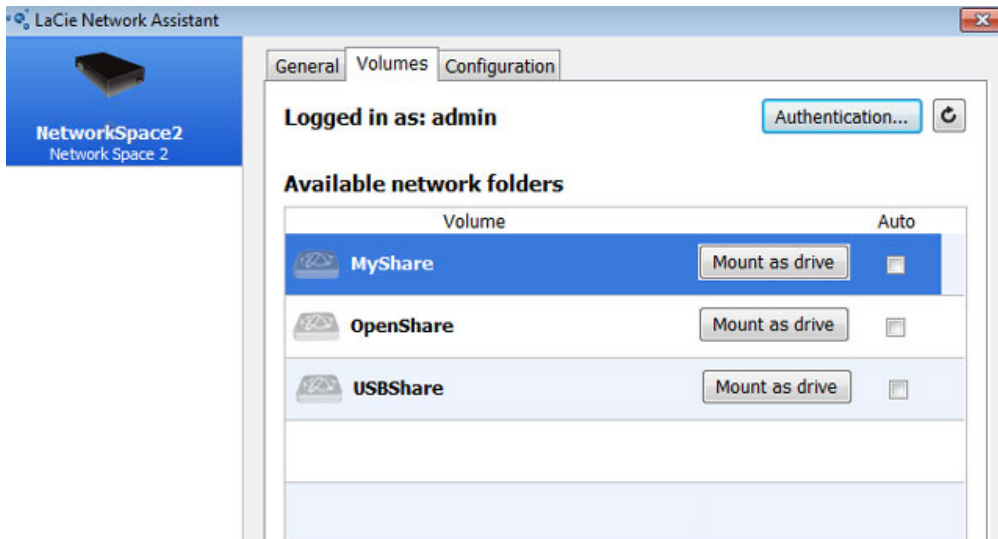 LaCie Network Assistant
NetworkSpace2
Network Space 2
General Volumes Configuration
Logged in as: admin Authentication...
Available network folders
Volume Auto
MyShare Mount as drive
OpenShare Mount as drive
USBShare Mount as drive